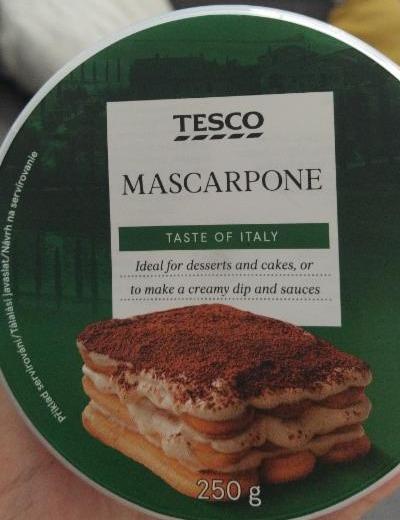 TESCO
MASCARPONE
TASTE OF ITALY
Ideal for desserts and cakes, or
to make a creamy dip and sauces
Příklad servírování/Tálalási javaslat/Návrh na servírovanie
250 g